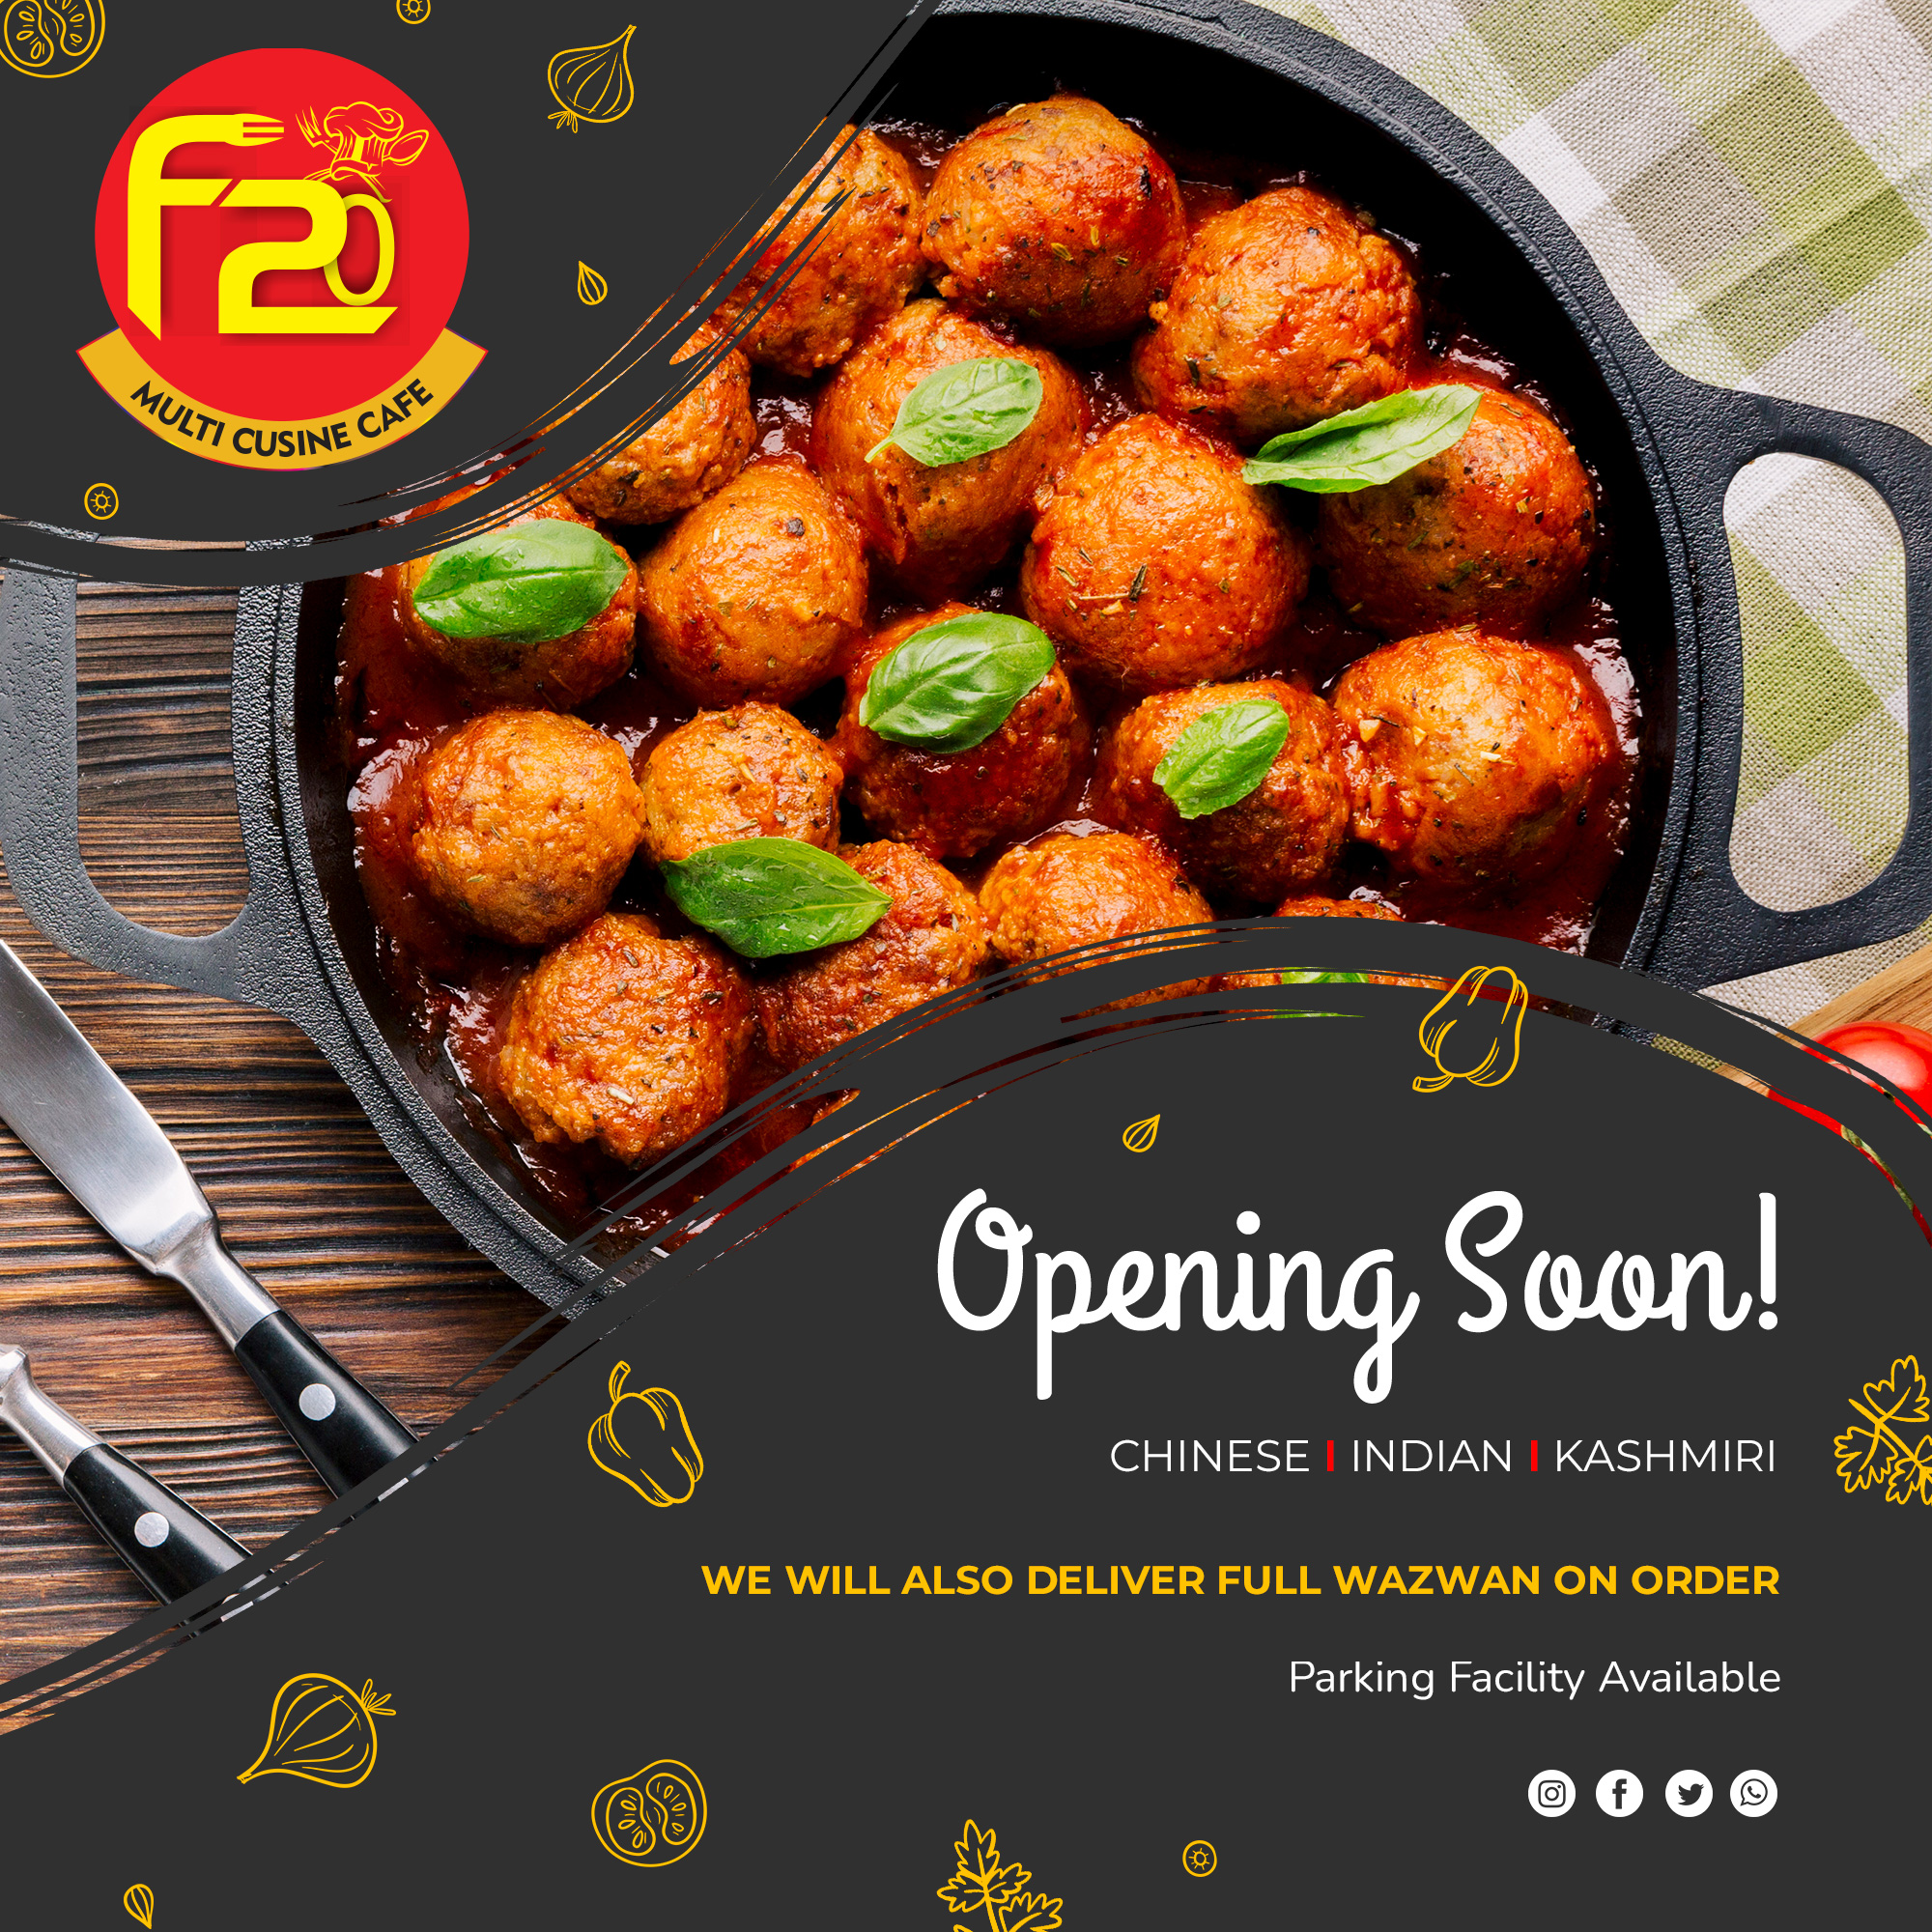 F20
MULTI CUSINE CAFE
Opening Soon!
CHINESE I INDIAN I KASHMIRI
WE WILL ALSO DELIVER FULL WAZWAN ON ORDER
Parking Facility Available